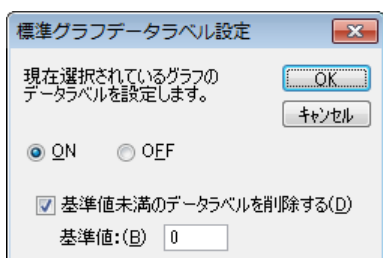 標準グラフデータラベル設定
現在選択されているグラフの
データラベルを設定します。
OK
キャンセル
ON
OFF
基準値未満のデータラベルを削除する(D)
基準値:(B) 0